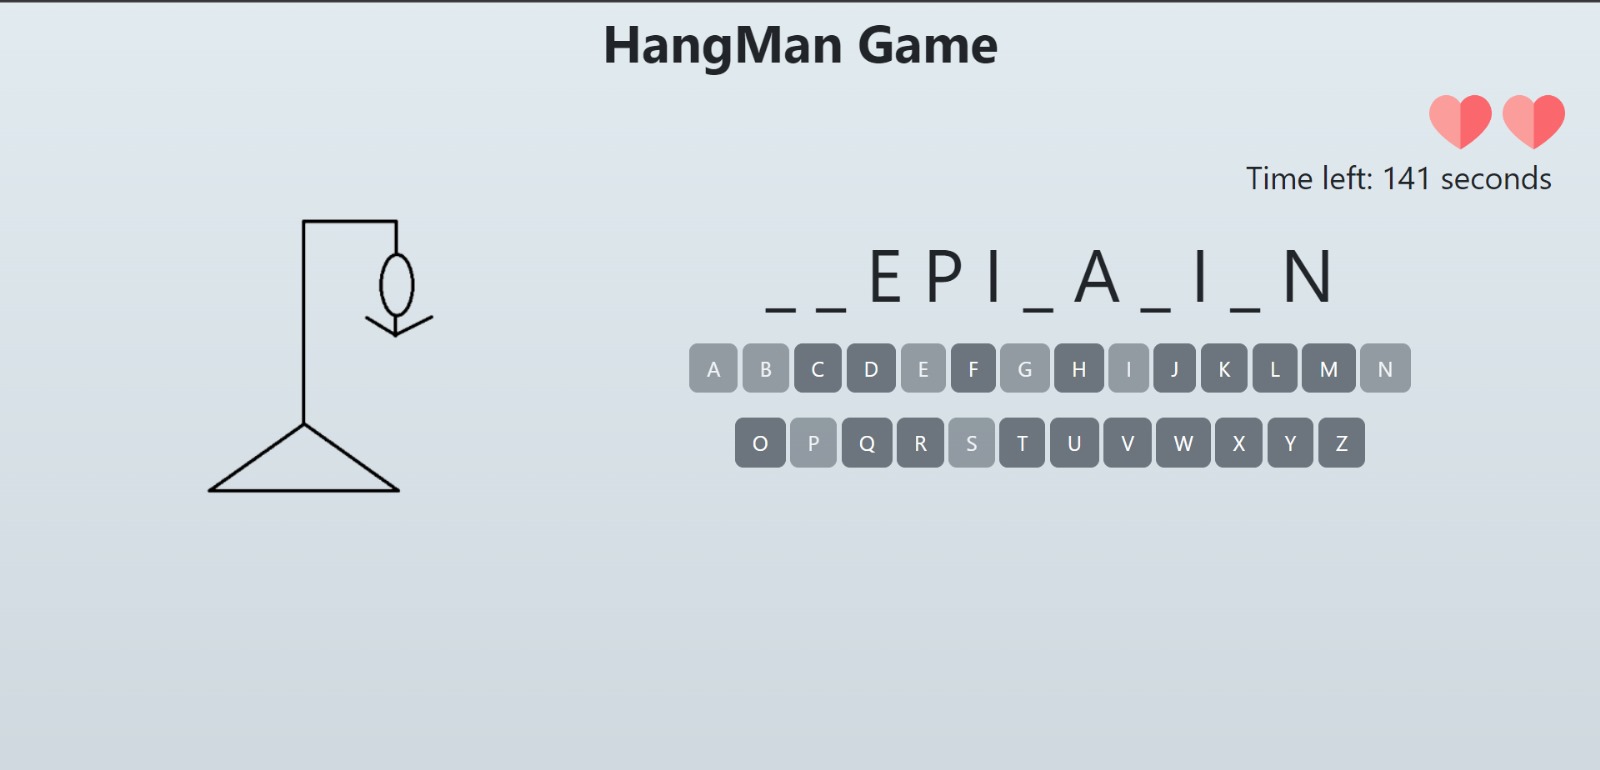 HangMan Game
Time left: 141 seconds
_ _ E P I _ A _ I _ N
A B C D E F G H I J K L M N
O P Q R S T U V W X Y Z